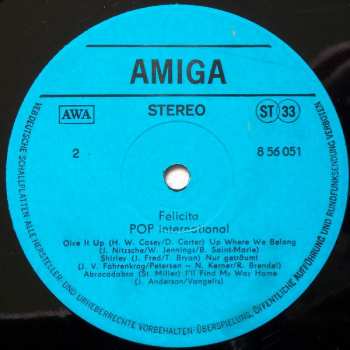 AMIGA
AWA
STEREO
ST 33
2
8 56 051
Felicita
POP international
Give It Up (H. W. Casey/D. Carter) Up Where We Belong
(J. Nitzsche/W. Jennings/B. Saint-Marie)
Shirley (J. Fred/T. Bryan) Nur geträumt
(J. V. Fahrenkrog/Petersen - N. Kerner/R. Brendel)
Abracadabra (St. Miller) I'll Find My Way Home
(J. Anderson/Vangelis)
VEB DEUTSCHE SCHALLPLATTEN · ALLE HERSTELLER- UND URHEBERRECHTE VORBEHALTEN · ÜBERSPIELUNG, ÖFFENTLICHE AUFFÜHRUNG UND RUNDFUNKSENDUNG VERBOTEN